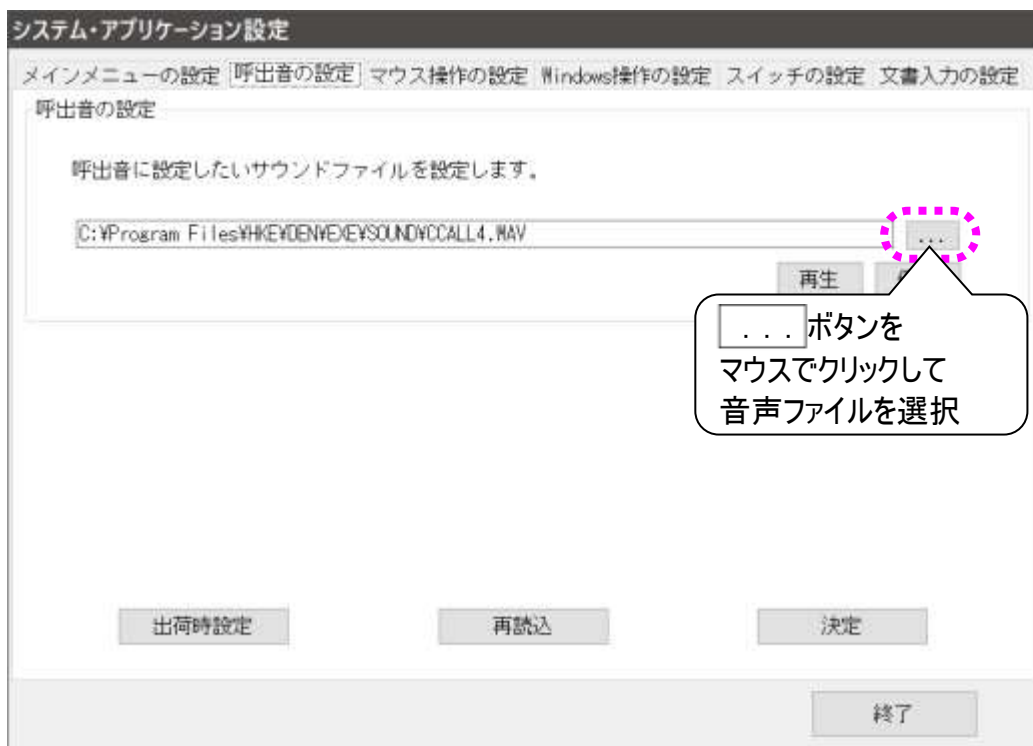 システム・アプリケーション設定
メインメニューの設定 呼出音の設定 マウス操作の設定 Windows操作の設定 スイッチの設定 文書入力の設定
呼出音の設定
呼出音に設定したいサウンドファイルを設定します。
C:¥Program Files¥HKE¥DEN¥EXE¥SOUND¥CCALL4.WAV ...
再生
...ボタンを
マウスでクリックして
音声ファイルを選択
出荷時設定 再読込 決定
終了